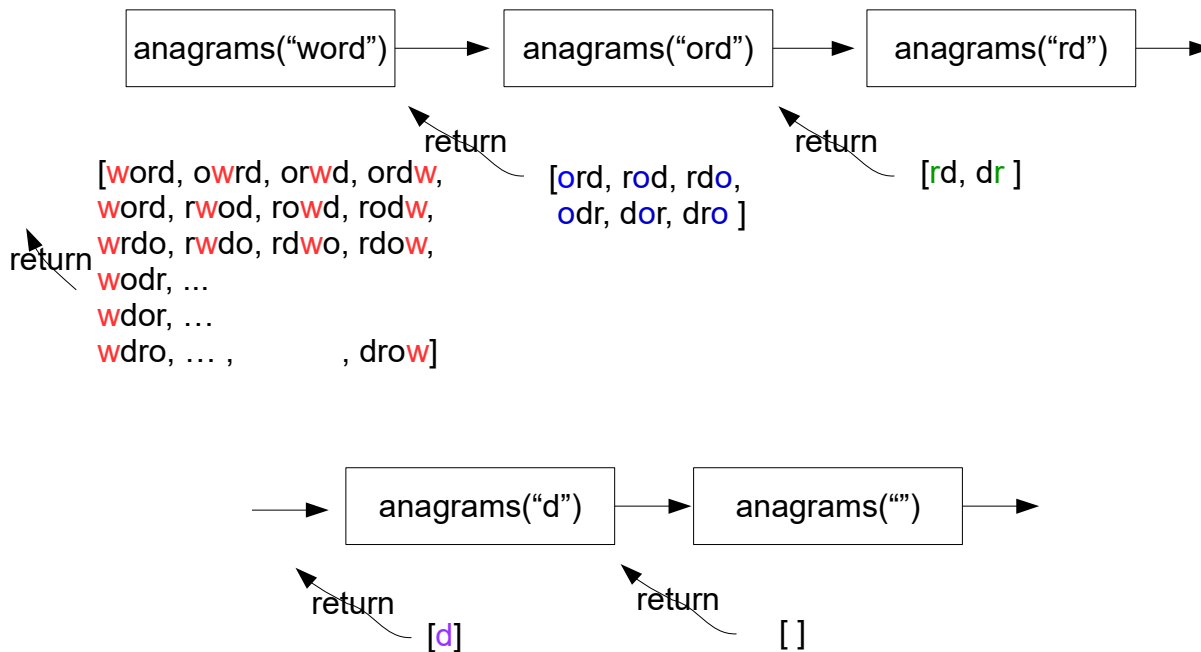 anagrams(“word”)
anagrams(“ord”)
anagrams(“rd”)
return
return
[word, owrd, orwd, ordw,
word, rwod, rowd, rodw,
wrdo, rwdo, rdwo, rdow,
wodr, ...
wdor, …
wdro, … , , drow]
[ord, rod, rdo,
odr, dor, dro ]
[rd, dr ]
return
anagrams(“d”)
anagrams(“”)
return
return
[d]
[ ]